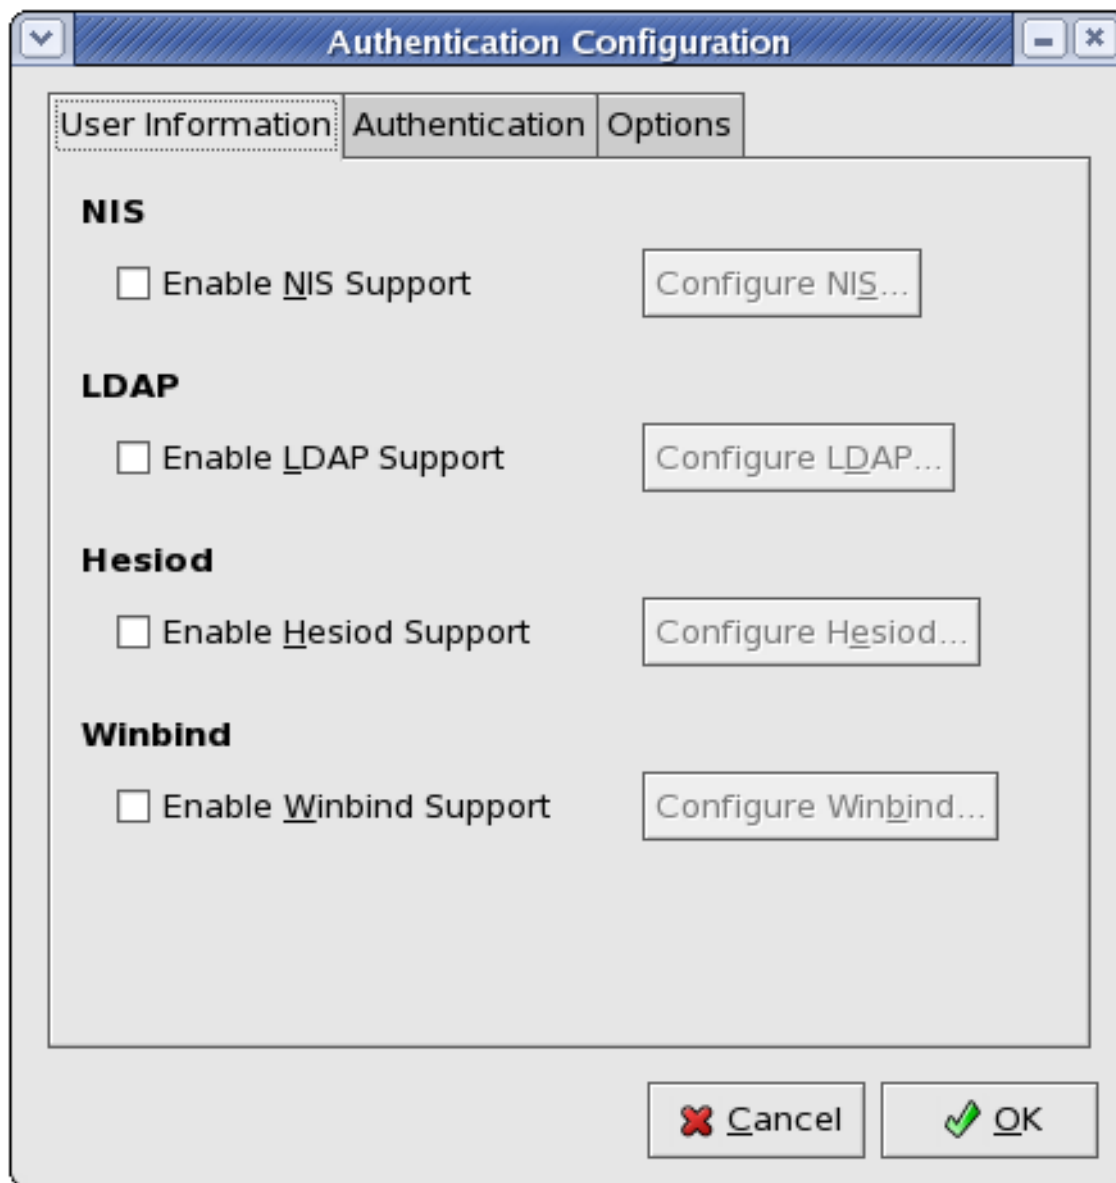 Authentication Configuration
User Information Authentication Options
NIS
Enable NIS Support Configure NIS...
LDAP
Enable LDAP Support Configure LDAP...
Hesiod
Enable Hesiod Support Configure Hesiod...
Winbind
Enable Winbind Support Configure Winbind...
Cancel OK